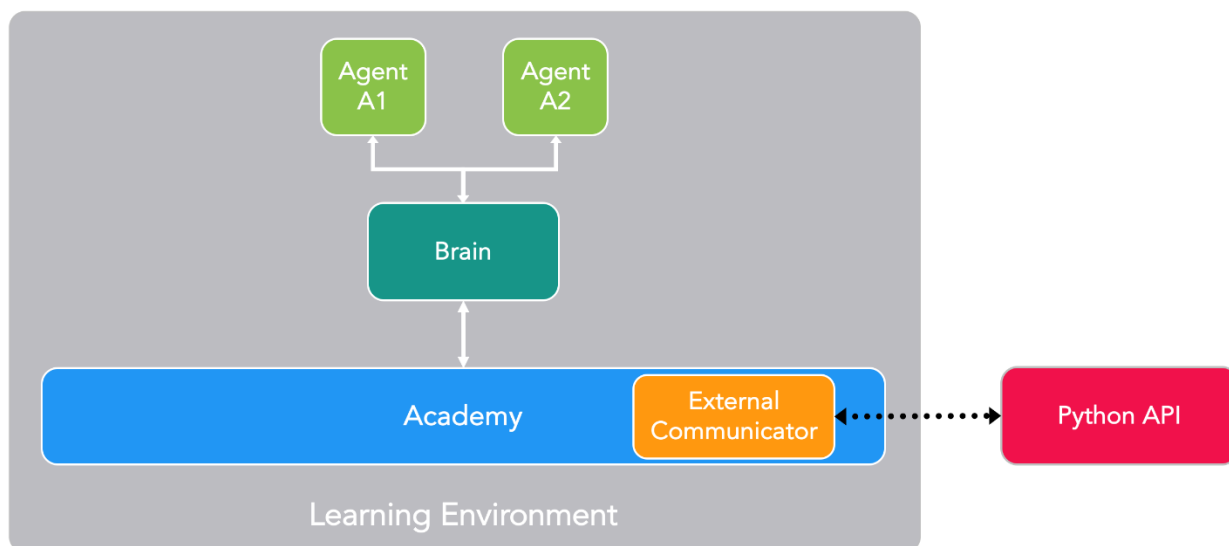 Agent
A1
Agent
A2
Brain
Academy
External
Communicator
Python API
Learning Environment